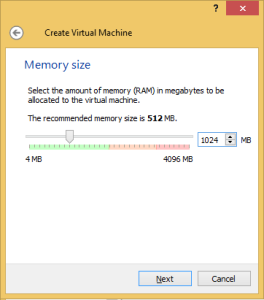 ?
Create Virtual Machine
Memory size
Select the amount of memory (RAM) in megabytes to be
allocated to the virtual machine.
The recommended memory size is 512 MB.
1024 MB
4 MB 4096 MB
Next Cancel